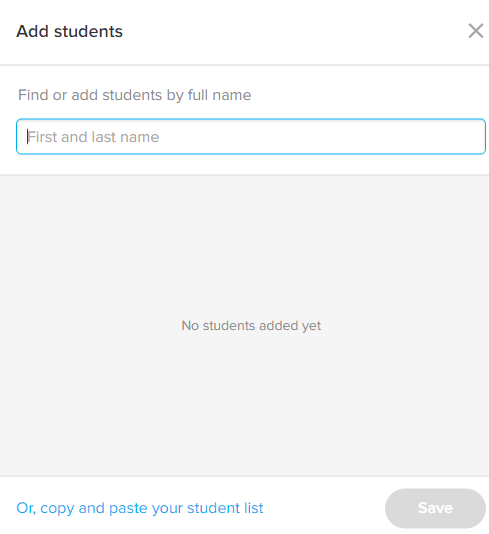 Add students
Find or add students by full name
First and last name
No students added yet
Or, copy and paste your student list
Save